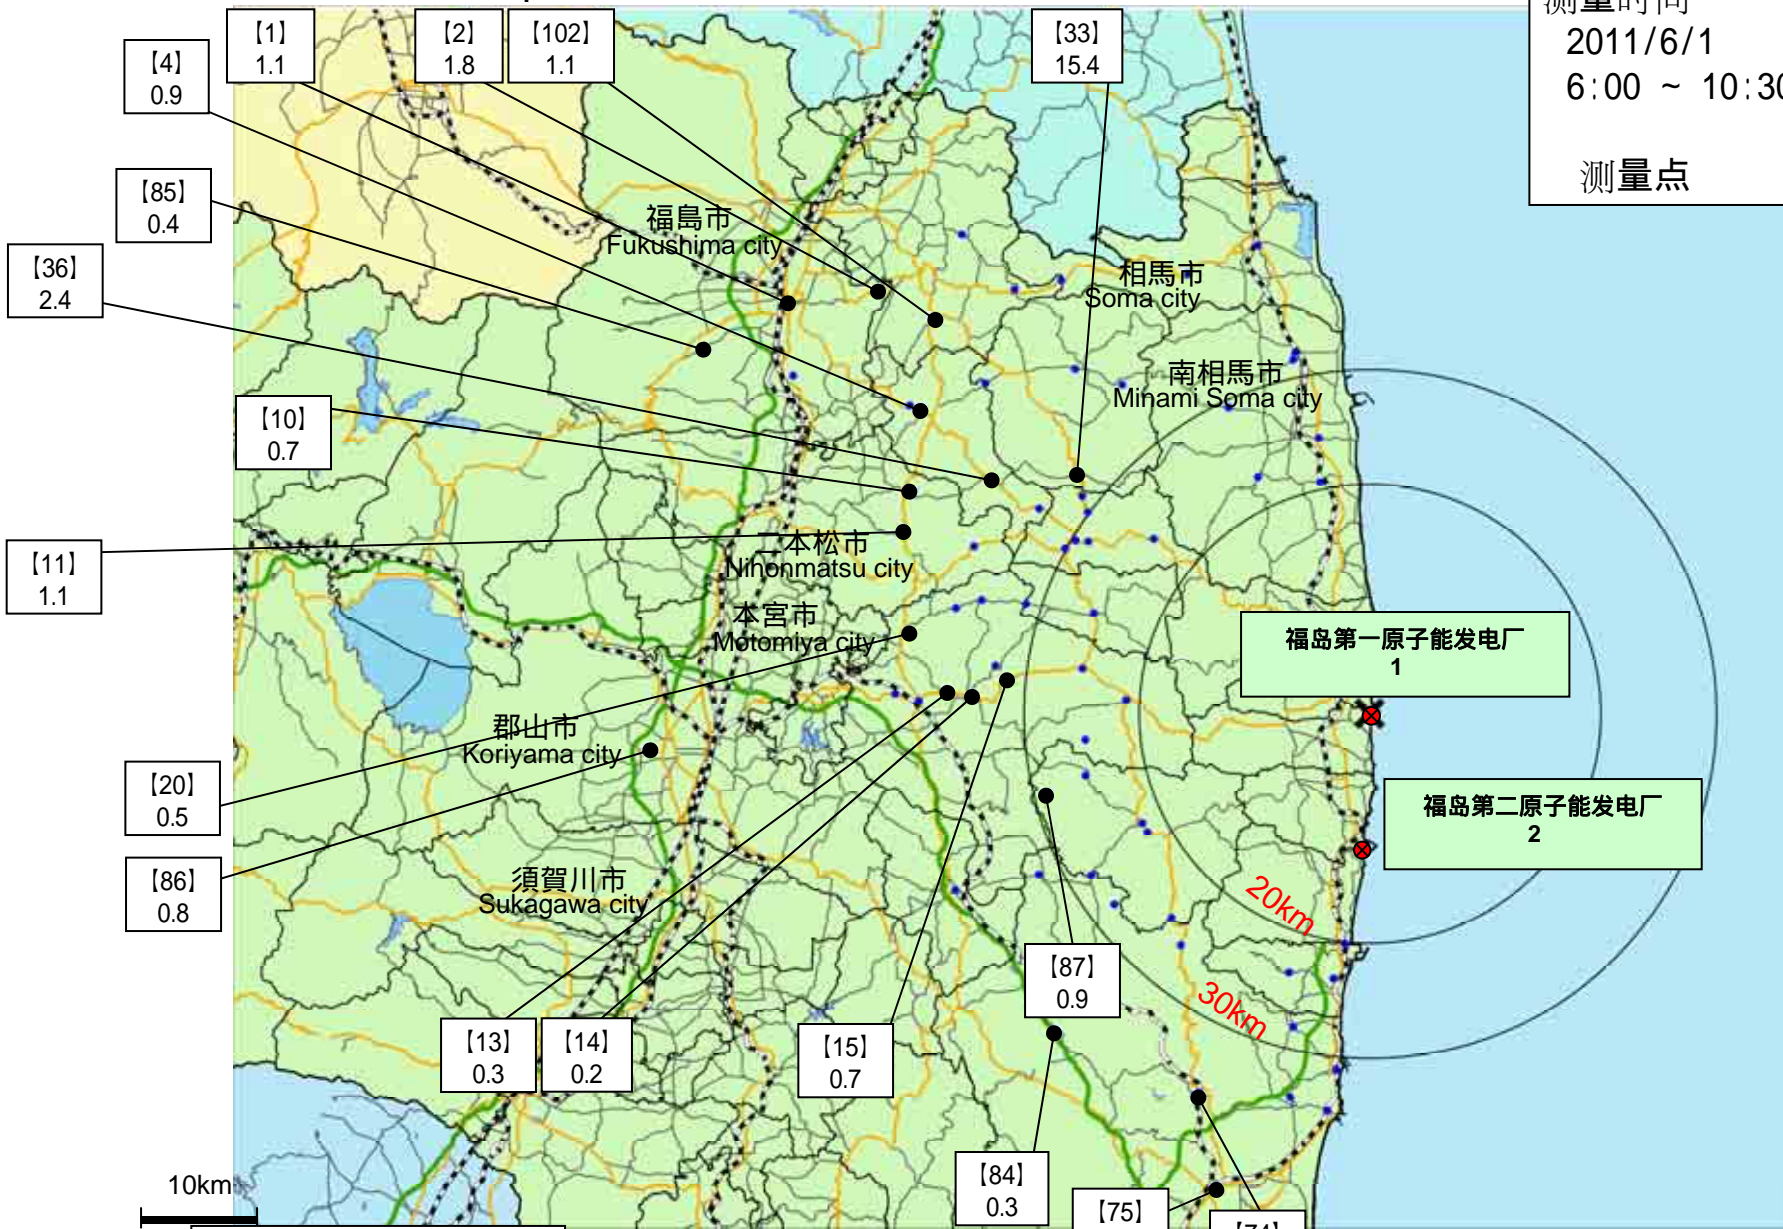 测量时间
2011/6/1
6:00 ~ 10:30
测量点
【1】
1.1
【2】
1.8
【102】
1.1
【33】
15.4
【4】
0.9
【85】
0.4
【36】
2.4
【10】
0.7
【11】
1.1
【20】
0.5
【86】
0.8
【13】
0.3
【14】
0.2
【15】
0.7
【87】
0.9
【84】
0.3
【75】
福島市
Fukushima city
相馬市
Soma city
南相馬市
Minami Soma city
二本松市
Nihonmatsu city
本宮市
Motomiya city
郡山市
Koriyama city
須賀川市
Sukagawa city
福岛第一原子能发电厂
1
福岛第二原子能发电厂
2
20km
30km
10km